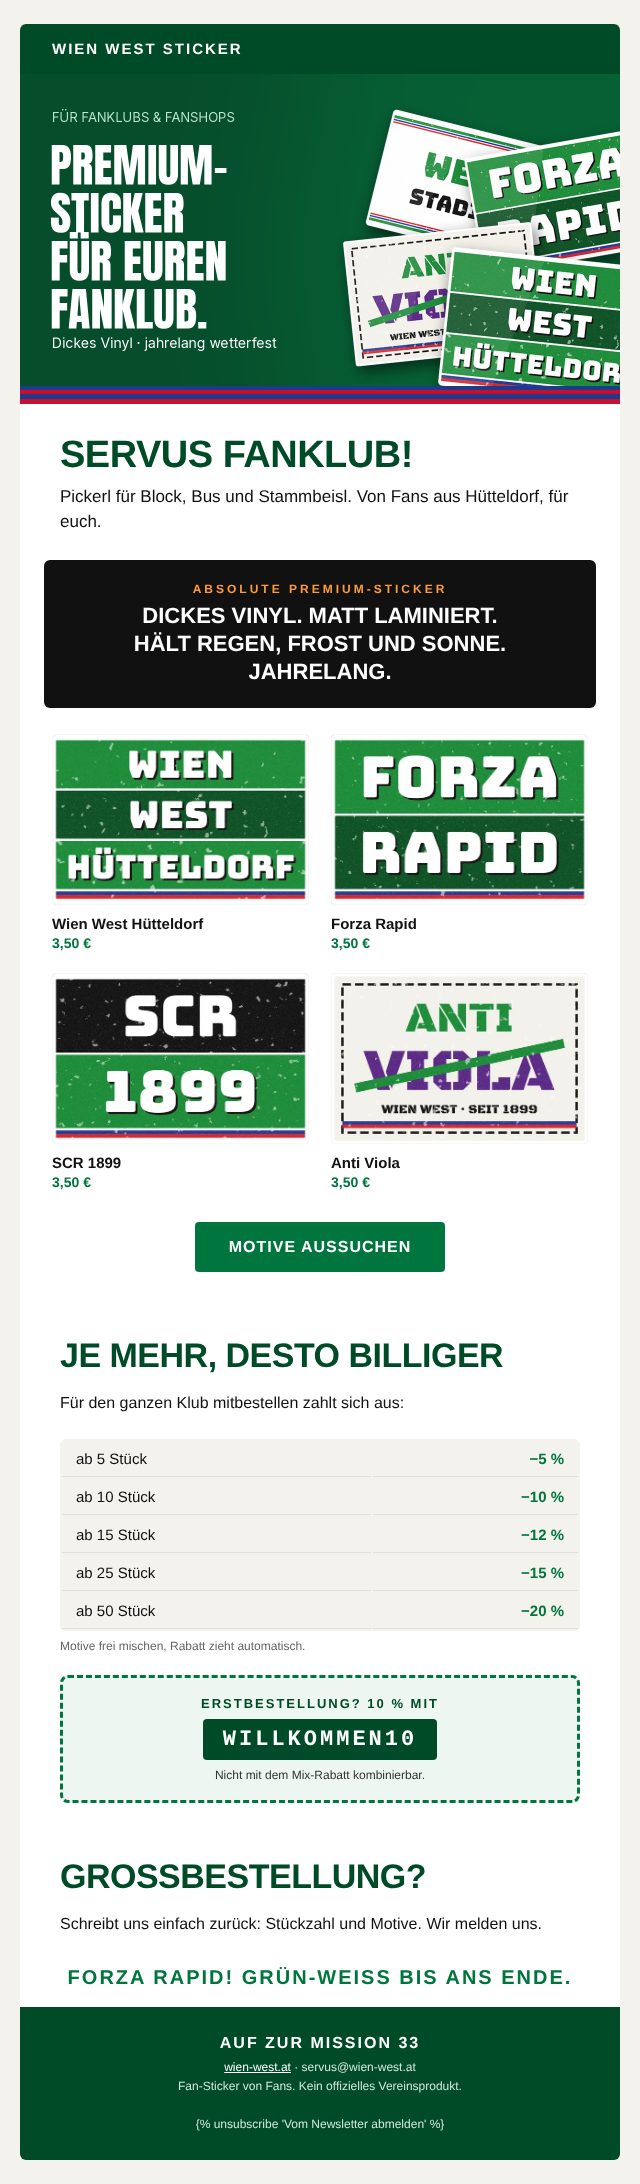 WIEN WEST STICKER
FÜR FANKLUBS & FANSHOPS
PREMIUM-
STICKER
FÜR EUREN
FANKLUB.
Dickes Vinyl · jahrelang wetterfest
WE
STAD
FORZA
RAPID
ANT
VIO
WIEN WEST
WIEN
WEST
HÜTTELDOR
SERVUS FANKLUB!
Pickerl für Block, Bus und Stammbeisl. Von Fans aus Hütteldorf, für
euch.
ABSOLUTE PREMIUM-STICKER
DICKES VINYL. MATT LAMINIERT.
HÄLT REGEN, FROST UND SONNE.
JAHRELANG.
WIEN
WEST
HÜTTELDORF
Wien West Hütteldorf
3,50 €
FORZA
RAPID
Forza Rapid
3,50 €
SCR
1899
SCR 1899
3,50 €
ANTI
VIOLA
WIEN WEST · SEIT 1899
Anti Viola
3,50 €
MOTIVE AUSSUCHEN
JE MEHR, DESTO BILLIGER
Für den ganzen Klub mitbestellen zahlt sich aus:
ab 5 Stück −5 %
ab 10 Stück −10 %
ab 15 Stück −12 %
ab 25 Stück −15 %
ab 50 Stück −20 %
Motive frei mischen, Rabatt zieht automatisch.
ERSTBESTELLUNG? 10 % MIT
WILLKOMMEN10
Nicht mit dem Mix-Rabatt kombinierbar.
GROSSBESTELLUNG?
Schreibt uns einfach zurück: Stückzahl und Motive. Wir melden uns.
FORZA RAPID! GRÜN-WEISS BIS ANS ENDE.
AUF ZUR MISSION 33
wien-west.at · servus@wien-west.at
Fan-Sticker von Fans. Kein offizielles Vereinsprodukt.
{% unsubscribe 'Vom Newsletter abmelden' %}